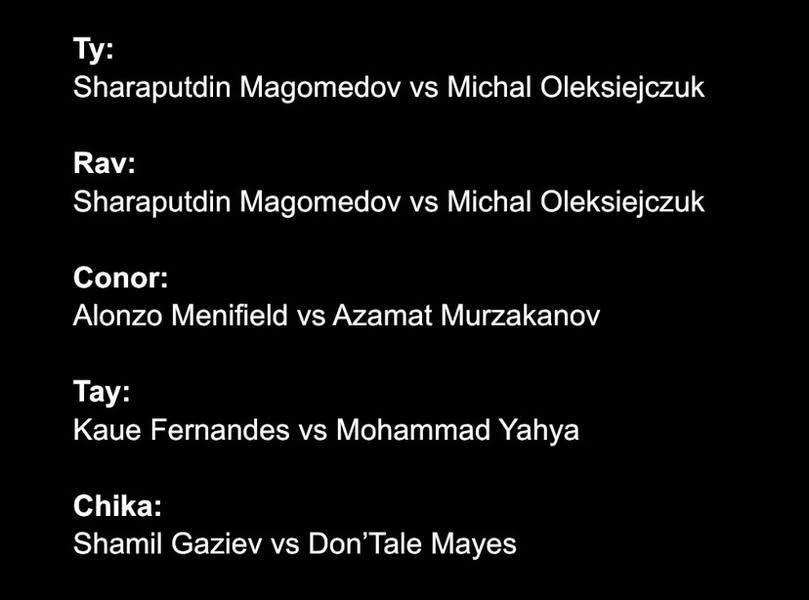 Ty:
Sharaputdin Magomedov vs Michal Oleksiejczuk
Rav:
Sharaputdin Magomedov vs Michal Oleksiejczuk
Conor:
Alonzo Menifield vs Azamat Murzakanov
Tay:
Kaue Fernandes vs Mohammad Yahya
Chika:
Shamil Gaziev vs Don’Tale Mayes